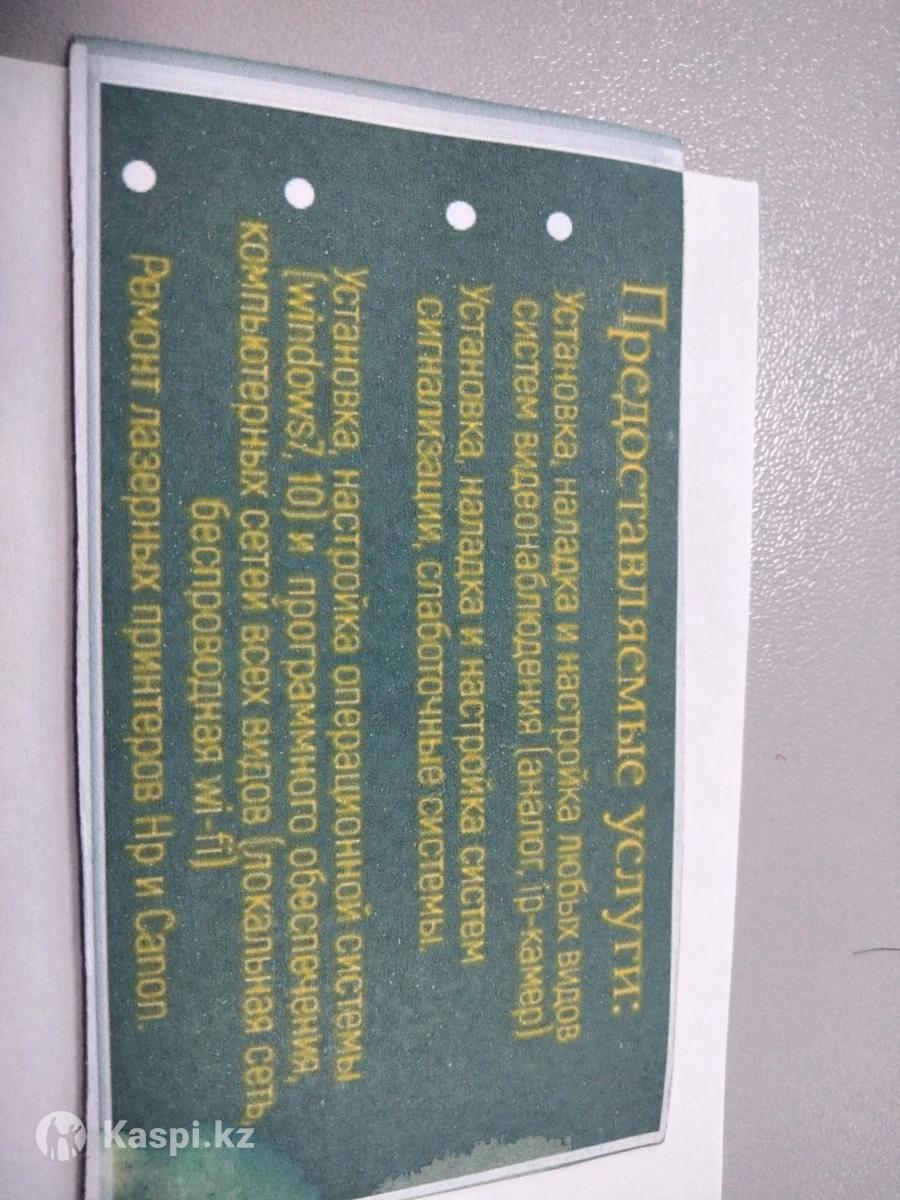 Предоставляемые услуги:
Установка, наладка и настройка любых видов
систем видеонаблюдения (аналог, ip-камер)
Установка, наладка и настройка систем
сигнализации, слаботочные системы.
Установка, настройка операционной системы
(windows7, 10) и программного обеспечения,
компьютерных сетей всех видов (локальная сеть,
беспроводная wi-fi)
Ремонт лазерных принтеров Hp и Canon.
Kaspi.kz